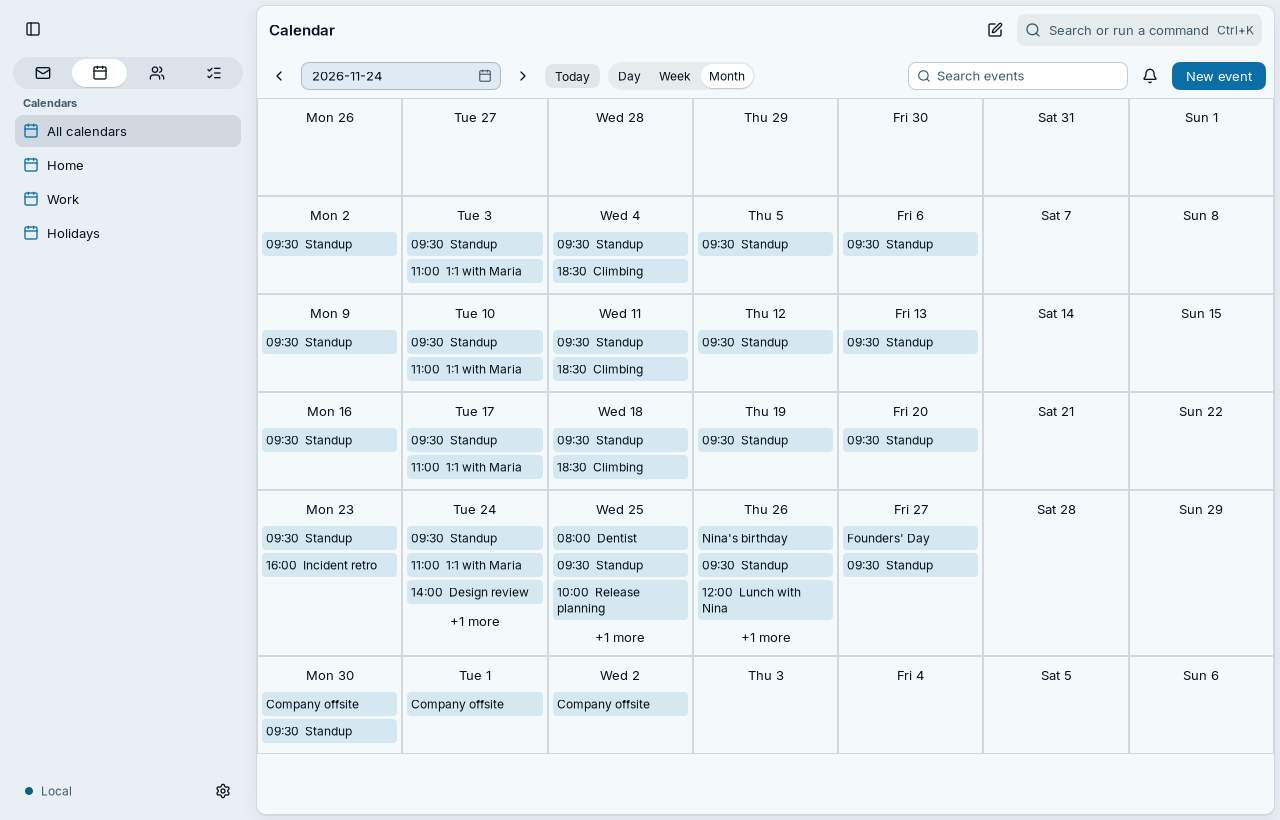 Calendar
Search or run a command Ctrl+K
2026-11-24
Today
Day Week Month
Search events
New event
Calendars
All calendars
Home
Work
Holidays
Local
Mon 26 Tue 27 Wed 28 Thu 29 Fri 30 Sat 31 Sun 1
Mon 2 Tue 3 Wed 4 Thu 5 Fri 6 Sat 7 Sun 8
09:30 Standup 09:30 Standup 09:30 Standup 09:30 Standup 09:30 Standup
11:00 1:1 with Maria 18:30 Climbing
Mon 9 Tue 10 Wed 11 Thu 12 Fri 13 Sat 14 Sun 15
09:30 Standup 09:30 Standup 09:30 Standup 09:30 Standup 09:30 Standup
11:00 1:1 with Maria 18:30 Climbing
Mon 16 Tue 17 Wed 18 Thu 19 Fri 20 Sat 21 Sun 22
09:30 Standup 09:30 Standup 09:30 Standup 09:30 Standup 09:30 Standup
11:00 1:1 with Maria 18:30 Climbing
Mon 23 Tue 24 Wed 25 Thu 26 Fri 27 Sat 28 Sun 29
09:30 Standup 09:30 Standup 08:00 Dentist Nina's birthday Founders' Day
16:00 Incident retro 11:00 1:1 with Maria 09:30 Standup 09:30 Standup 09:30 Standup
14:00 Design review 10:00 Release 12:00 Lunch with
planning Nina
+1 more +1 more +1 more
Mon 30 Tue 1 Wed 2 Thu 3 Fri 4 Sat 5 Sun 6
Company offsite Company offsite Company offsite
09:30 Standup